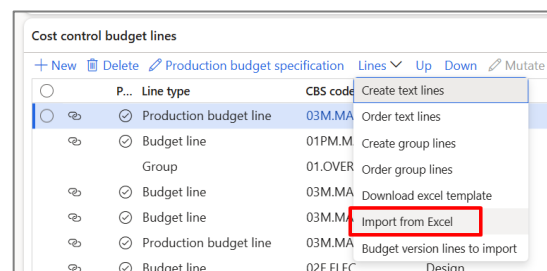 Cost control budget lines
New Delete Production budget specification Lines Up Down Mutate
P... Line type CBS code
Create text lines
Production budget line 03M.MA
Order text lines
Budget line 01PM.M
Create group lines
Group 01.OVER
Order group lines
Budget line 03M.MA
Download excel template
Budget line 03M.MA
Import from Excel
Production budget line 03M.MA
Budget version lines to import
Budget line 02E.ELEC Design